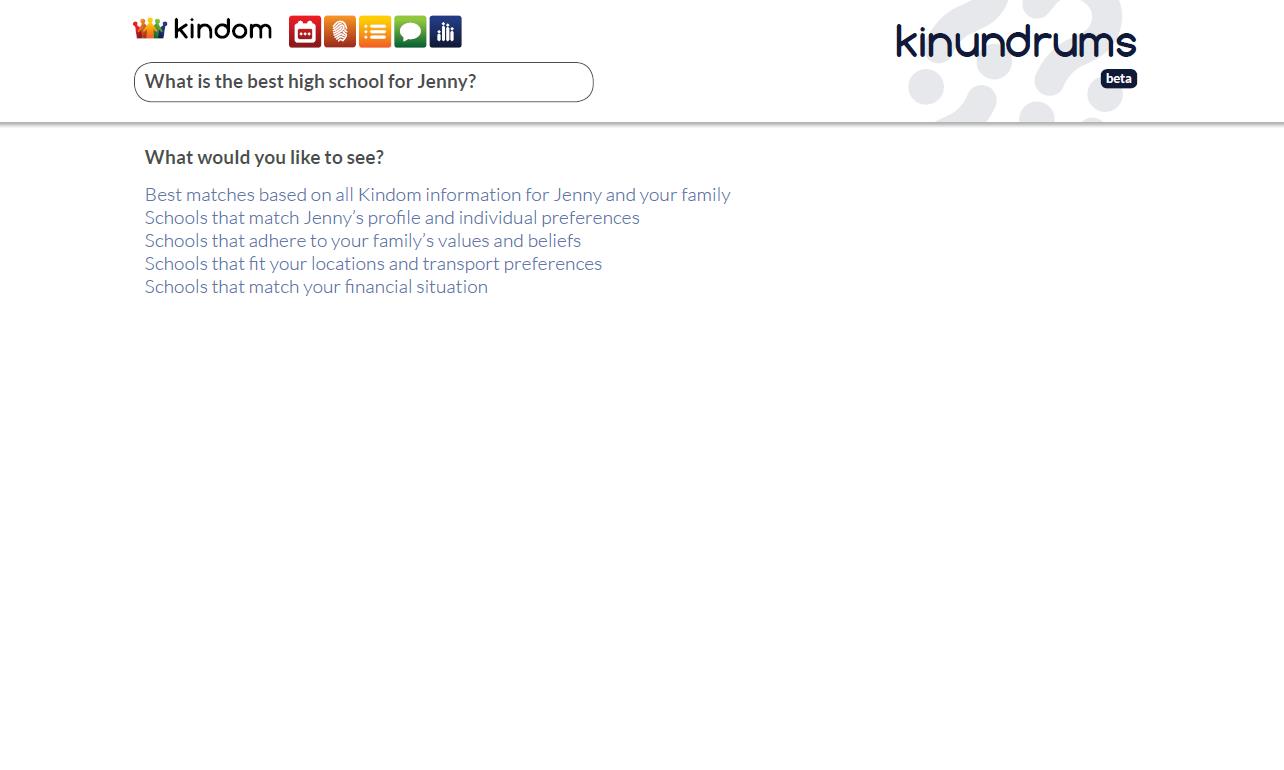 kindom
kinundrums
beta
What is the best high school for Jenny?
What would you like to see?
Best matches based on all Kindom information for Jenny and your family
Schools that match Jenny’s profile and individual preferences
Schools that adhere to your family’s values and beliefs
Schools that fit your locations and transport preferences
Schools that match your financial situation